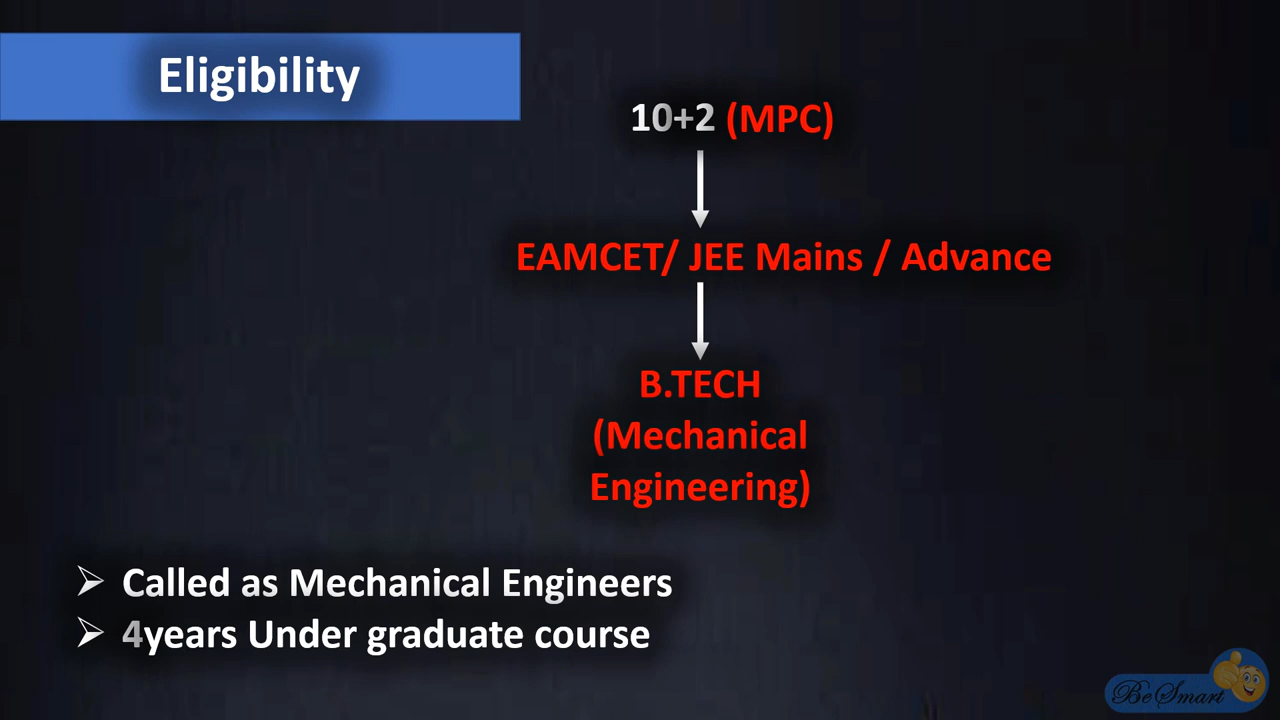 Eligibility
10+2 (MPC)
EAMCET/ JEE Mains / Advance
B.TECH
(Mechanical
Engineering)
Called as Mechanical Engineers
4years Under graduate course
BeSmart